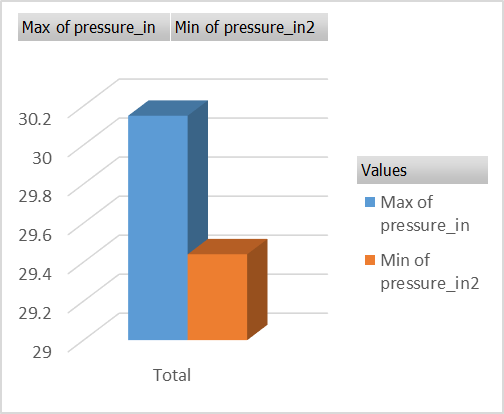 Max of pressure_in Min of pressure_in2
30.2
30
29.8
29.6
29.4
29.2
29
Total
Values
Max of
pressure_in
Min of
pressure_in2